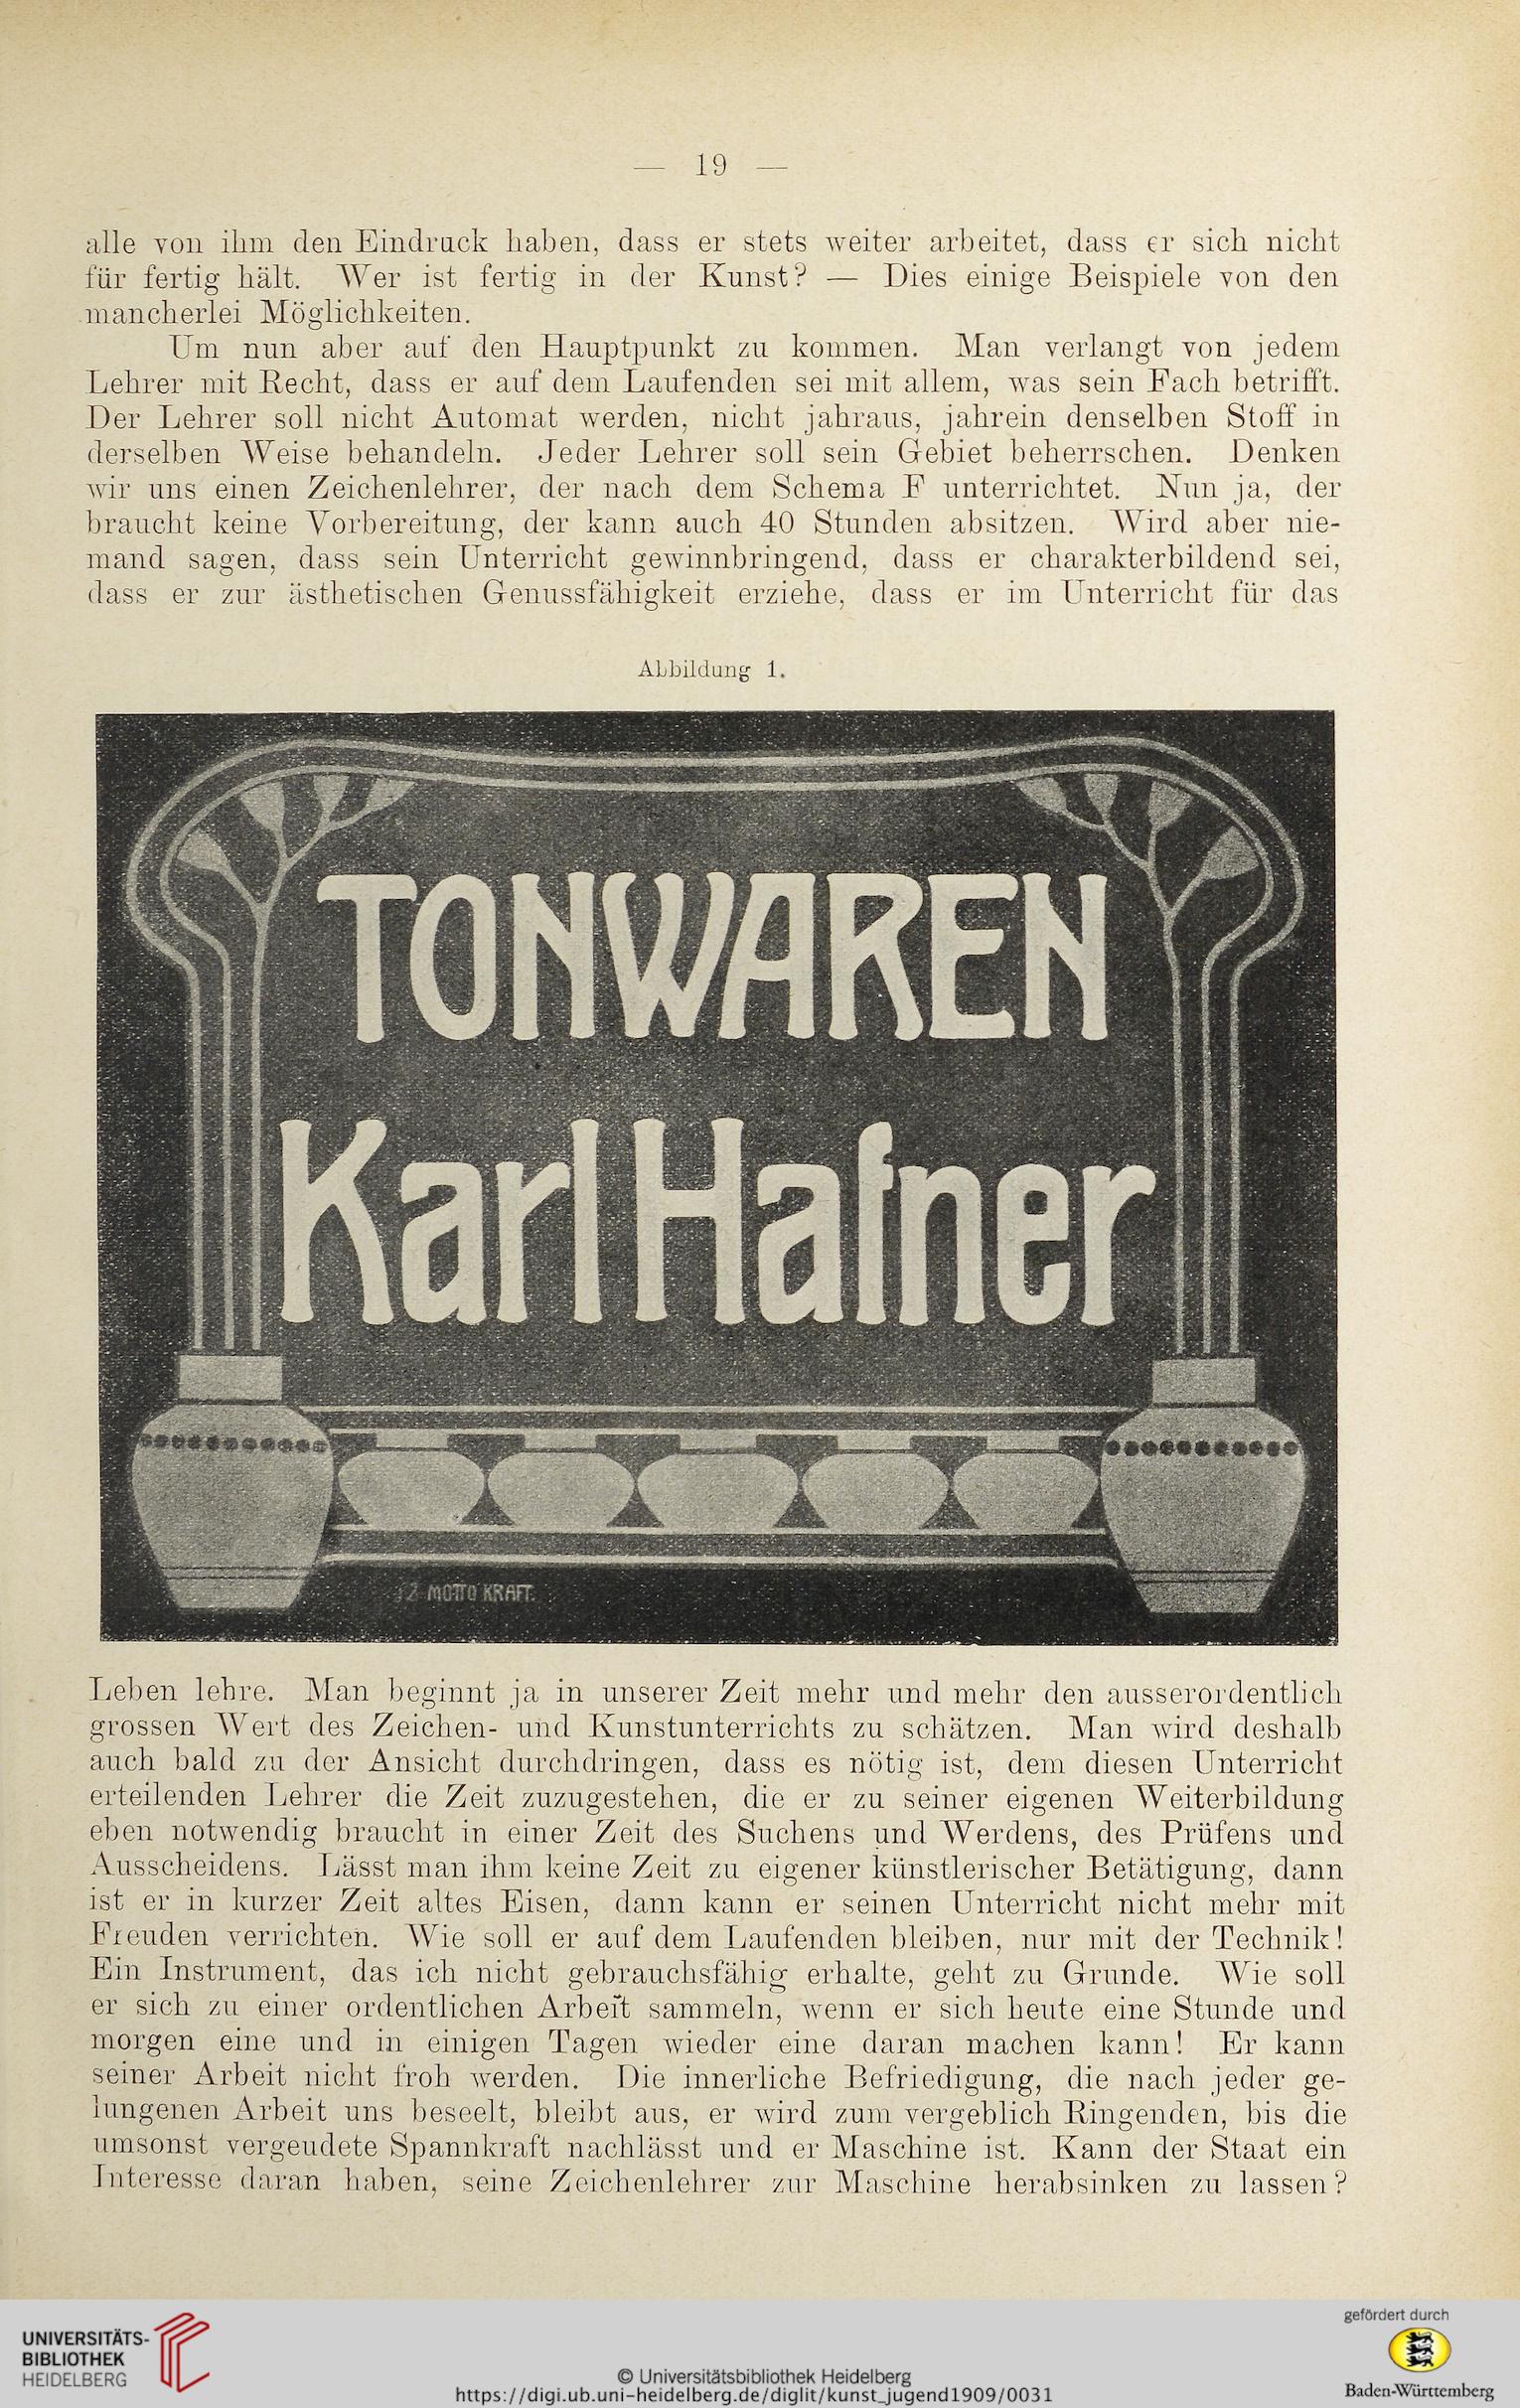 — 19 —
alle von ihm den Eindruck haben, dass er stets weiter arbeitet, dass er sich nicht
für fertig hält. Wer ist fertig in der Kunst? — Dies einige Beispiele von den
mancherlei Möglichkeiten.
Um nun aber auf den Hauptpunkt zu kommen. Man verlangt von jedem
Lehrer mit Recht, dass er auf dem Laufenden sei mit allem, was sein Fach betrifft.
Der Lehrer soll nicht Automat werden, nicht jahraus, jahrein denselben Stoff in
derselben Weise behandeln. Jeder Lehrer soll sein Gebiet beherrschen. Denken
wir uns einen Zeichenlehrer, der nach dem Schema F unterrichtet. Nun ja, der
braucht keine Vorbereitung, der kann auch 40 Stunden absitzen. Wird aber nie-
mand sagen, dass sein Unterricht gewinnbringend, dass er charakterbildend sei,
dass er zur ästhetischen Genussfähigkeit erziehe, dass er im Unterricht für das
Abbildung 1.
TONWAREN
Karl Hafner
MOTTO KRAFT.
Leben lehre. Man beginnt ja in unserer Zeit mehr und mehr den ausserordentlich
grossen Wert des Zeichen- und Kunstunterrichts zu schätzen. Man wird deshalb
auch bald zu der Ansicht durchdringen, dass es nötig ist, dem diesen Unterricht
erteilenden Lehrer die Zeit zuzugestehen, die er zu seiner eigenen Weiterbildung
eben notwendig braucht in einer Zeit des Suchens und Werdens, des Prüfens und
Ausscheidens. Lässt man ihm keine Zeit zu eigener künstlerischer Betätigung, dann
ist er in kurzer Zeit altes Eisen, dann kann er seinen Unterricht nicht mehr mit
Freuden verrichten. Wie soll er auf dem Laufenden bleiben, nur mit der Technik!
Ein Instrument, das ich nicht gebrauchsfähig erhalte, geht zu Grunde. Wie soll
er sich zu einer ordentlichen Arbeit sammeln, wenn er sich heute eine Stunde und
morgen eine und in einigen Tagen wieder eine daran machen kann! Er kann
seiner Arbeit nicht froh werden. Die innerliche Befriedigung, die nach jeder ge-
lungenen Arbeit uns beseelt, bleibt aus, er wird zum vergeblich Ringenden, bis die
umsonst vergeudete Spannkraft nachlässt und er Maschine ist. Kann der Staat ein
Interesse daran haben, seine Zeichenlehrer zur Maschine herabsinken zu lassen?
UNIVERSITÄTS-
BIBLIOTHEK
HEIDELBERG
© Universitätsbibliothek Heidelberg
https://digi.ub.uni-heidelberg.de/diglit/kunst_jugend1909/0031
gefördert durch
Baden-Württemberg